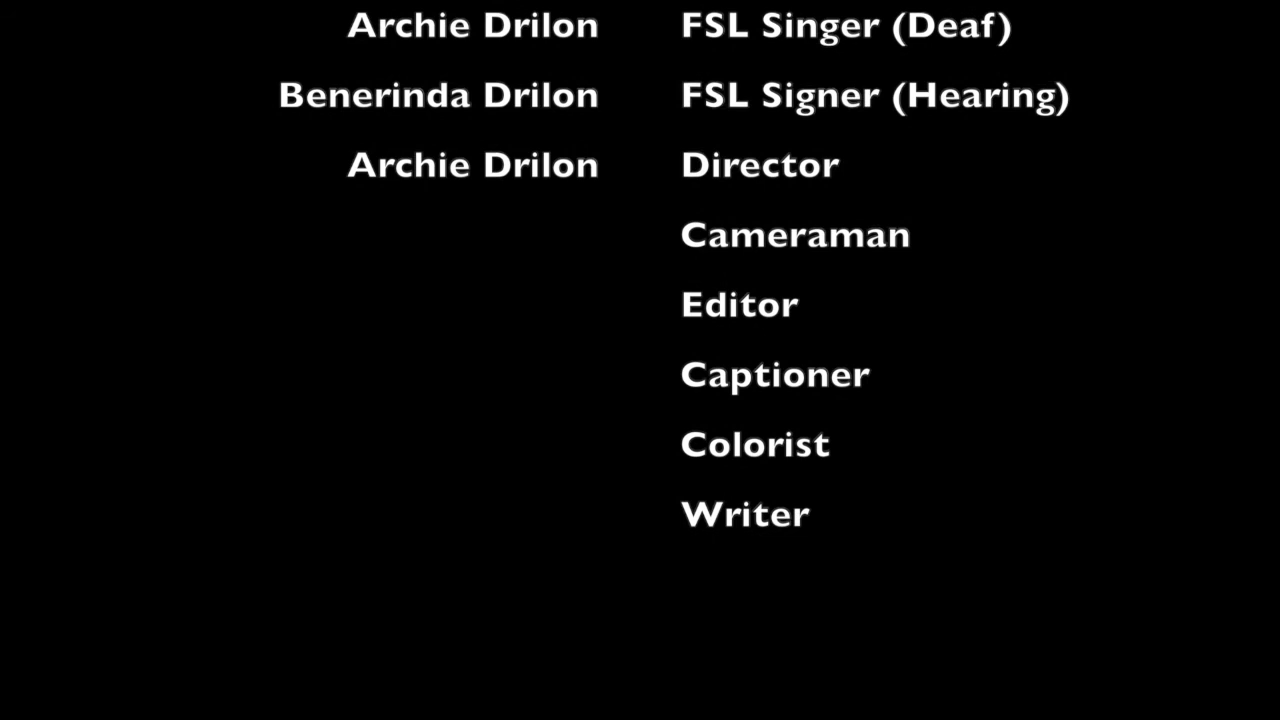 Archie Drilon FSL Singer (Deaf)
Benerinda Drilon FSL Signer (Hearing)
Archie Drilon Director
Cameraman
Editor
Captioner
Colorist
Writer